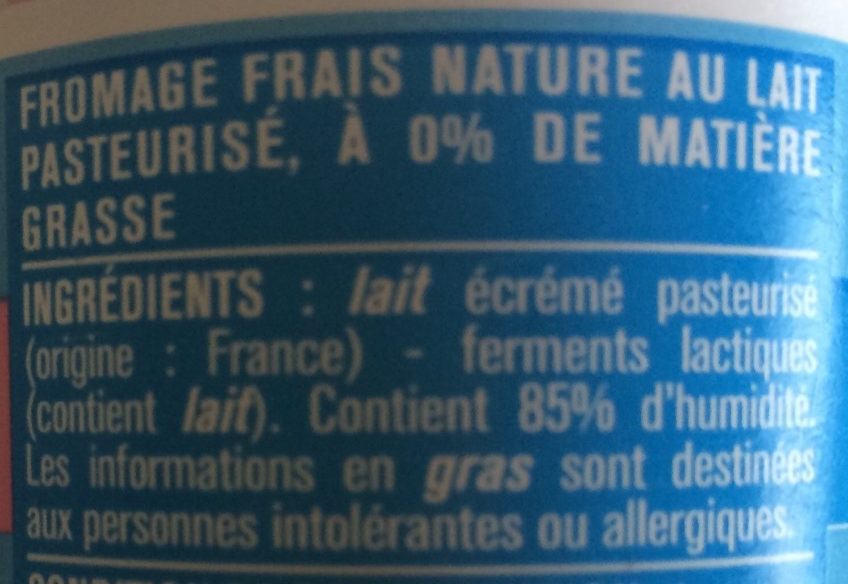 FROMAGE FRAIS NATURE AU LAIT
PASTEURISÉ, À 0% DE MATIÈRE
GRASSE
INGRÉDIENTS : lait écrémé pasteurisé
(origine : France) - ferments lactiques
(contient lait). Contient 85% d'humidité.
Les informations en gras sont destinées
aux personnes intolérantes ou allergiques.